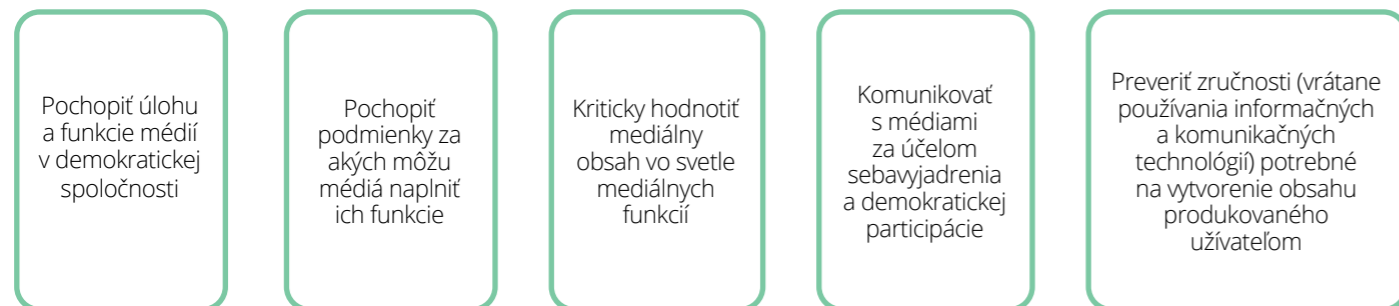 Pochopiť úlohu
a funkcie médií
v demokratickej
spoločnosti
Pochopiť
podmienky za
akých môžu
médiá naplniť
ich funkcie
Kriticky hodnotiť
mediálny
obsah vo svetle
mediálnych
funkcií
Komunikovať
s médiami
za účelom
sebavyjadrenia
a demokratickej
participácie
Preveriť zručnosti (vrátane
používania informačných
a komunikačných
technológií) potrebné
na vytvorenie obsahu
produkovaného
užívateľom